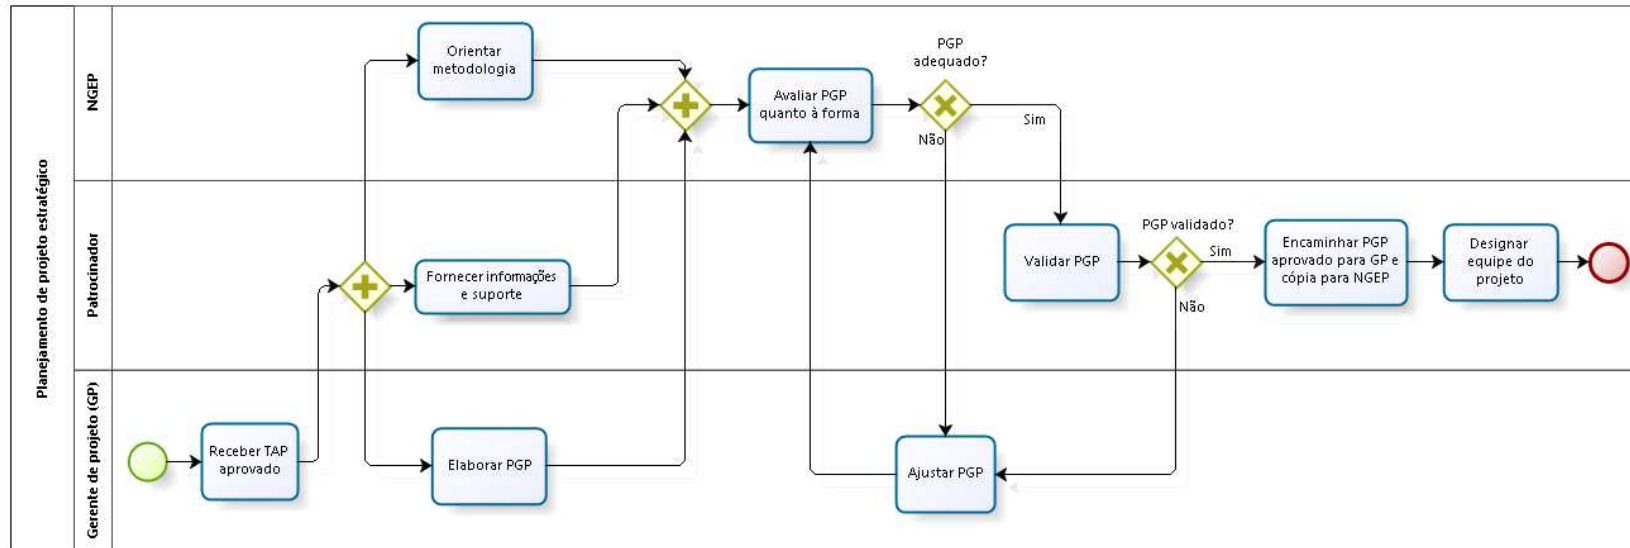 Planejamento de projeto estratégico
NGEP
Orientar
metodologia
Avaliar PGP
quanto à forma
PGP
adequado?
Sim
Não
Patrocinador
Fornecer informações
e suporte
Validar PGP
PGP validado?
Sim
Não
Encaminhar PGP
aprovado para GP e
cópia para NGEP
Designar
equipe do
projeto
Gerente de projeto (GP)
Receber TAP
aprovado
Elaborar PGP
Ajustar PGP